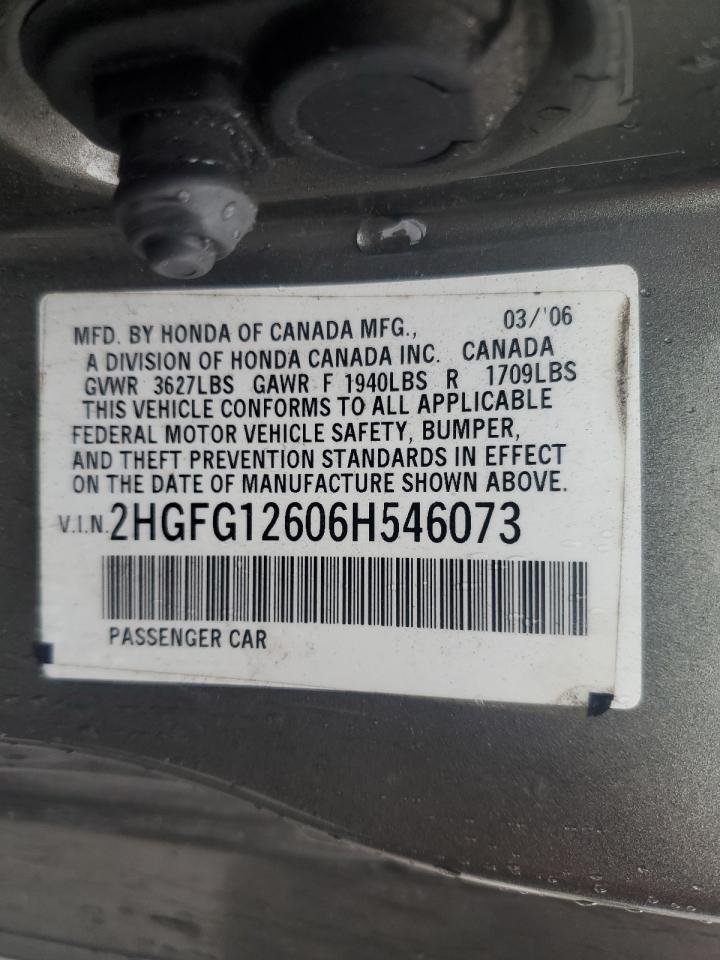 MFD. BY HONDA OF CANADA MFG., 03/'06
A DIVISION OF HONDA CANADA INC. CANADA
GVWR 3627LBS GAWR F 1940LBS R 1709LBS
THIS VEHICLE CONFORMS TO ALL APPLICABLE
FEDERAL MOTOR VEHICLE SAFETY, BUMPER,
AND THEFT PREVENTION STANDARDS IN EFFECT
ON THE DATE OF MANUFACTURE SHOWN ABOVE.
V.I.N. 2HGFG12606H546073
PASSENGER CAR